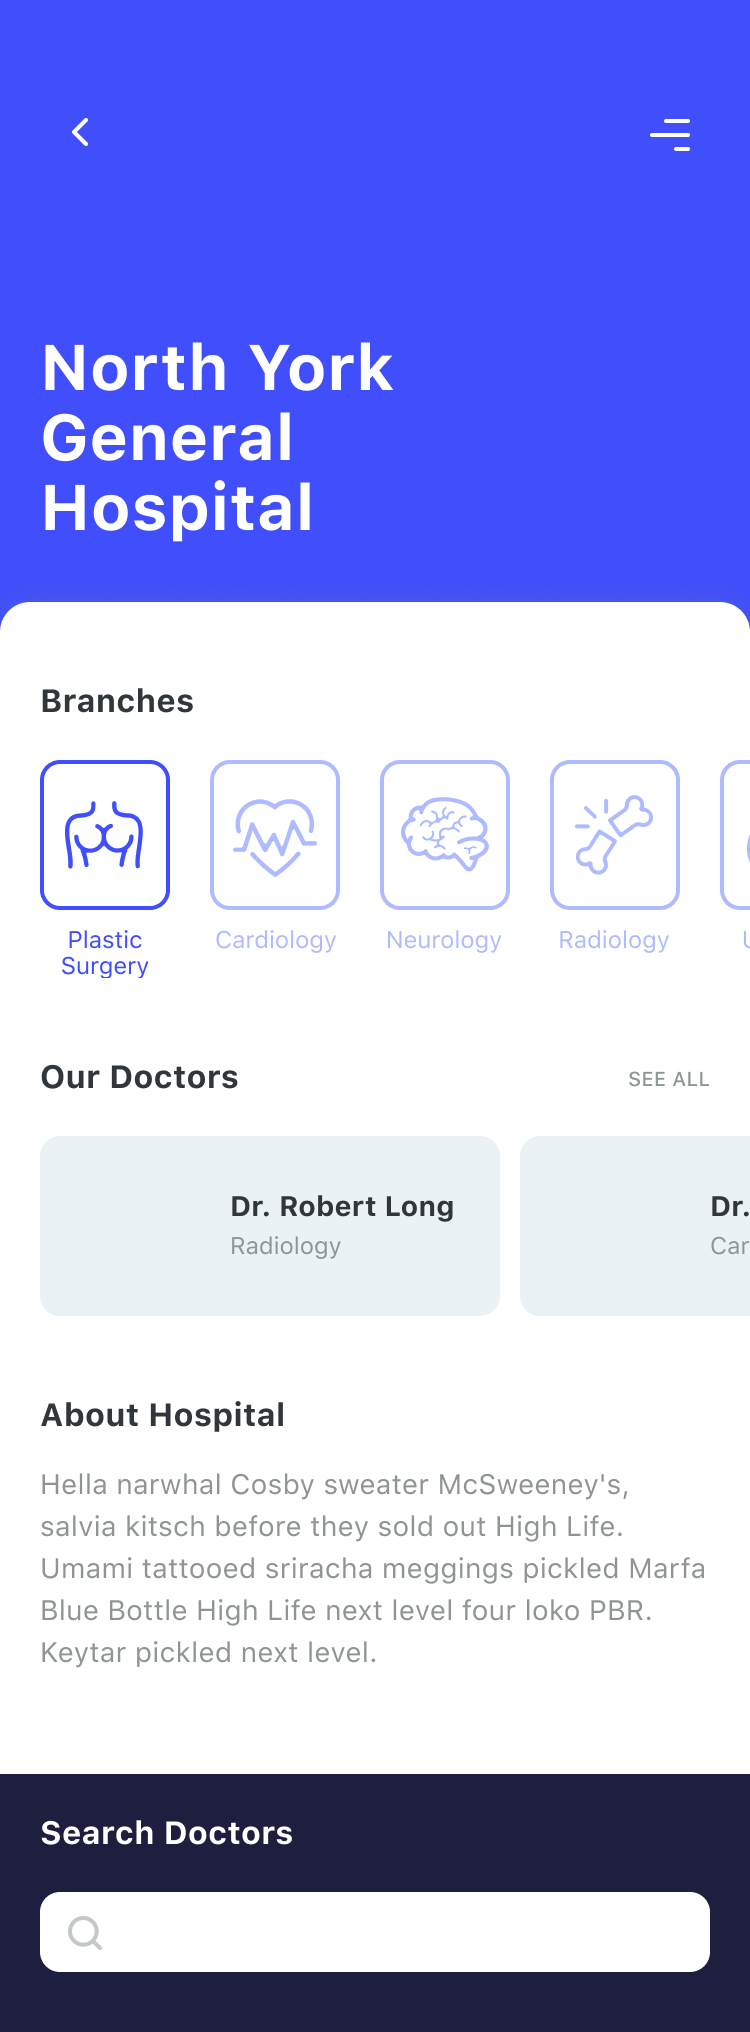 North York
General
Hospital
Branches
Plastic
Surgery
Cardiology
Neurology
Radiology
Our Doctors
SEE ALL
Dr. Robert Long
Radiology
Dr.
About Hospital
Hella narwhal Cosby sweater McSweeney's,
salvia kitsch before they sold out High Life.
Umami tattooed sriracha meggings pickled Marfa
Blue Bottle High Life next level four loko PBR.
Keytar pickled next level.
Search Doctors